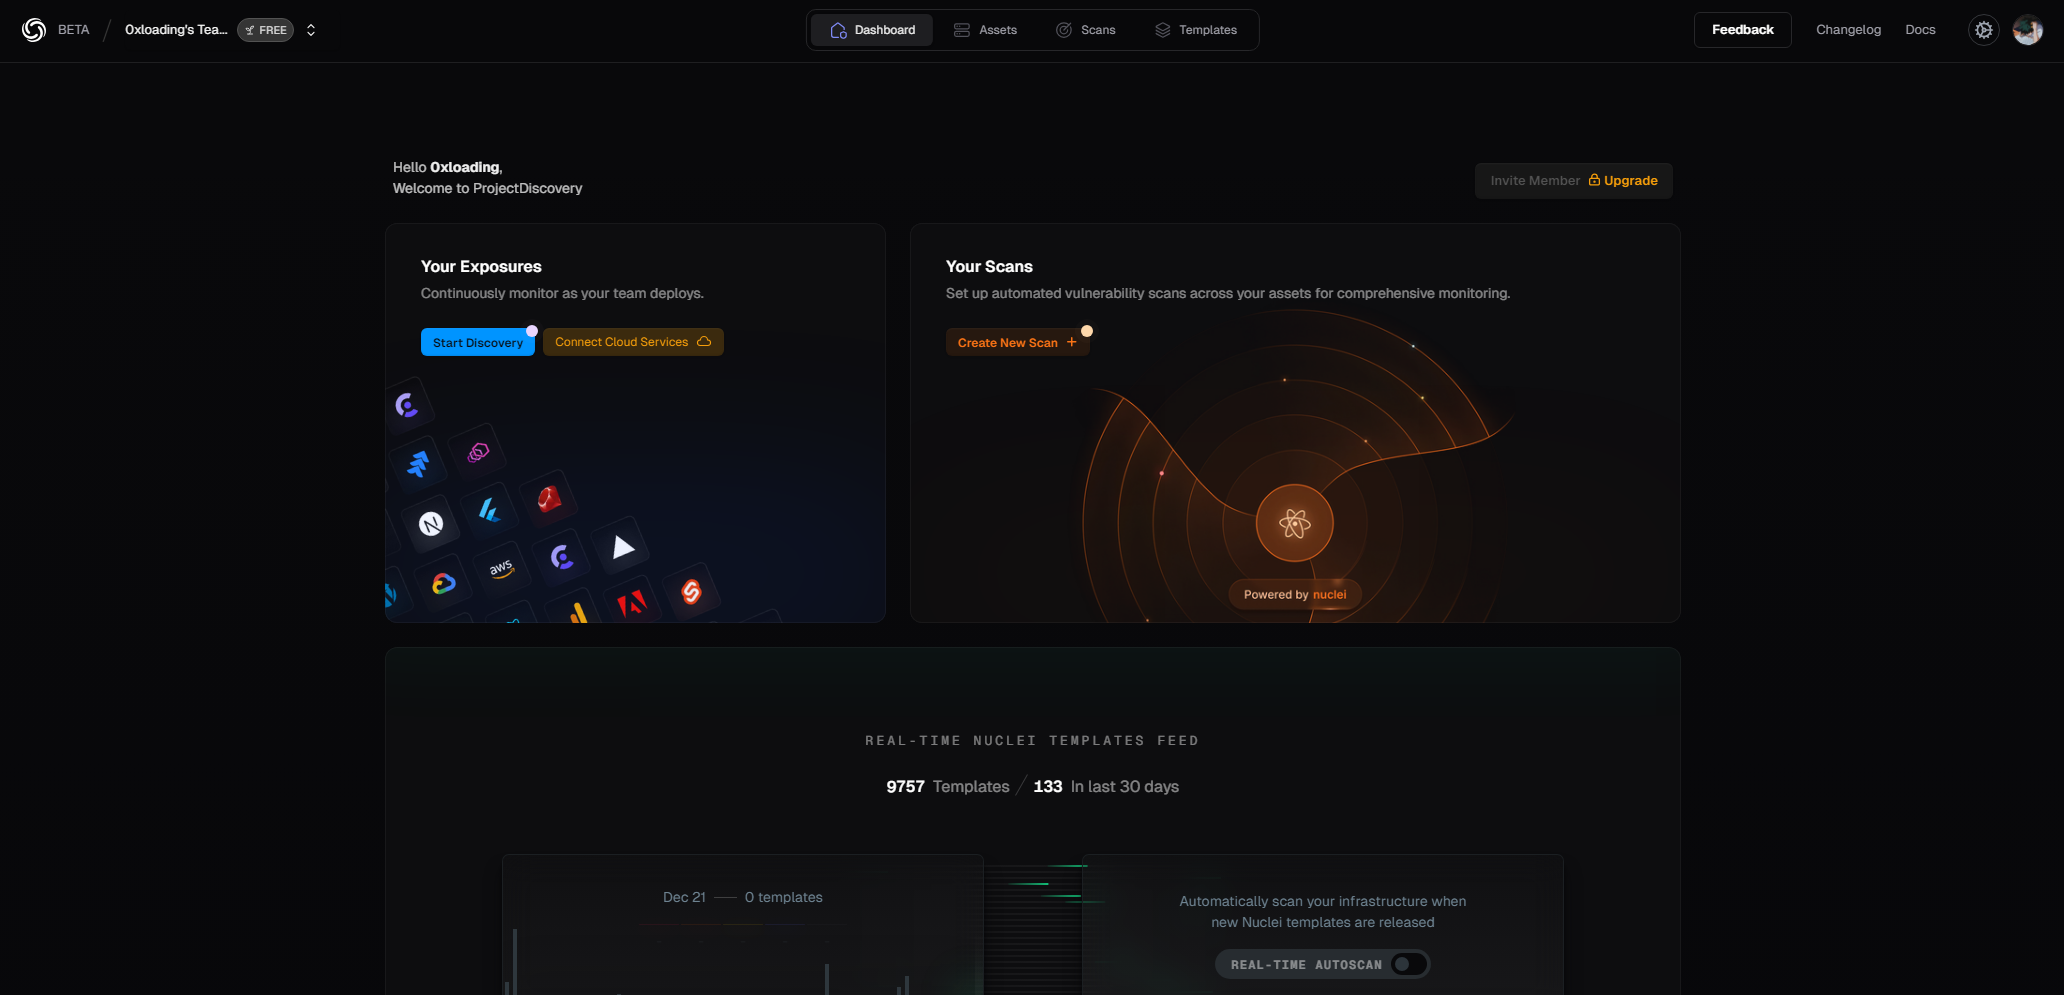 BETA
0xloading's Tea...
FREE
Dashboard
Assets
Scans
Templates
Feedback
Changelog
Docs
Hello 0xloading,
Welcome to ProjectDiscovery
Invite Member
Upgrade
Your Exposures
Continuously monitor as your team deploys.
Start Discovery
Connect Cloud Services
aws
Your Scans
Set up automated vulnerability scans across your assets for comprehensive monitoring.
Create New Scan +
Powered by nuclei
REAL-TIME NUCLEI TEMPLATES FEED
9757 Templates / 133 In last 30 days
Dec 21 — 0 templates
Automatically scan your infrastructure when
new Nuclei templates are released
REAL-TIME AUTOSCAN